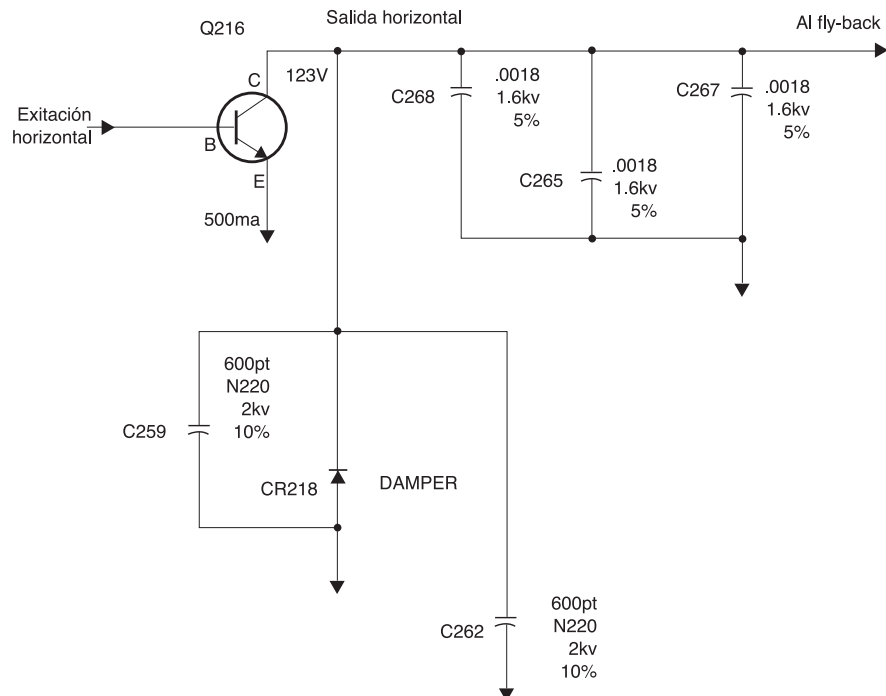 Salida horizontal
Al fly-back
Q216
C
123V
Exitación
horizontal
B
E
500ma
C268
.0018
1.6kv
5%
C265
.0018
1.6kv
5%
C267
.0018
1.6kv
5%
600pt
N220
2kv
10%
C259
CR218
DAMPER
C262
600pt
N220
2kv
10%